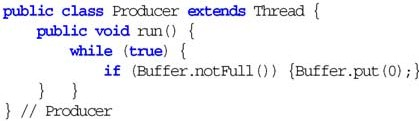 public class Producer extends Thread {
    public void run() {
        while (true) {
            if (Buffer.notFull()) {Buffer.put(0);}
    }   }
} // Producer